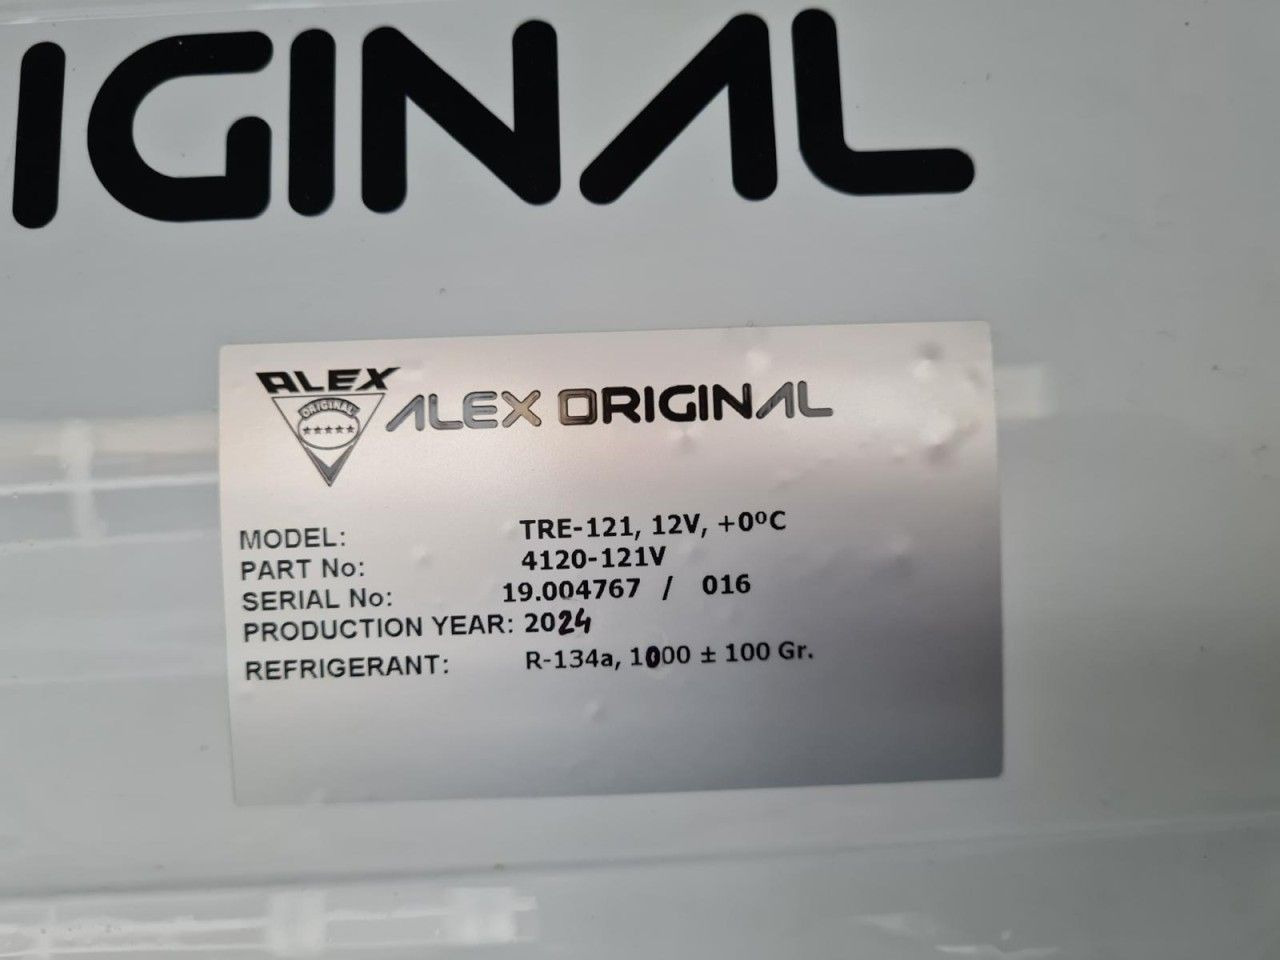 IGINAL
ALEX
ORIGINAL
ALEX ORIGINAL
MODEL: TRE-121, 12V, +0ºC
PART No: 4120-121V
SERIAL No: 19.004767 / 016
PRODUCTION YEAR: 2024
REFRIGERANT: R-134a, 1000 ± 100 Gr.